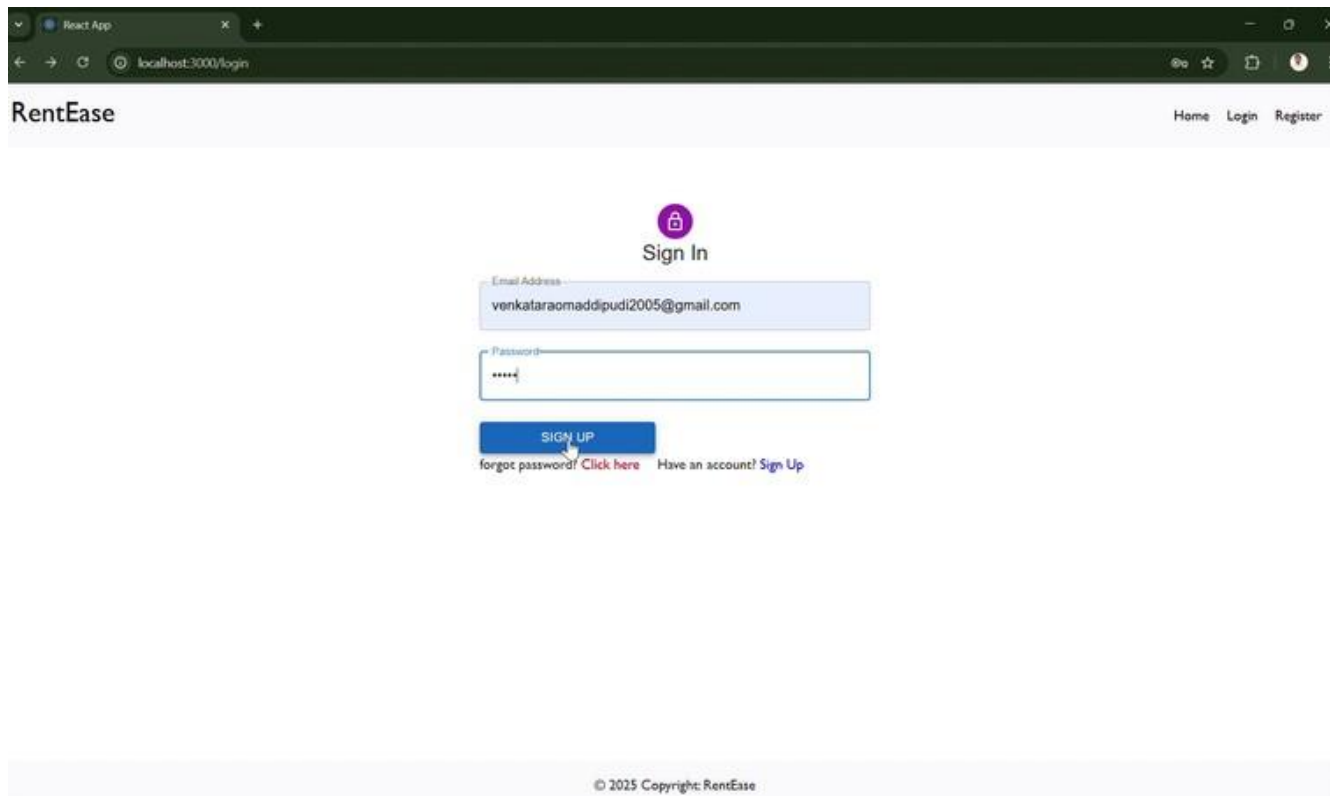 React App
localhost:3000/login
RentEase
Home Login Register
Sign In
Email Address
venkataraomaddipudi2005@gmail.com
Password
•••••
SIGN UP
forgot password? Click here Have an account? Sign Up
© 2025 Copyright: RentEase